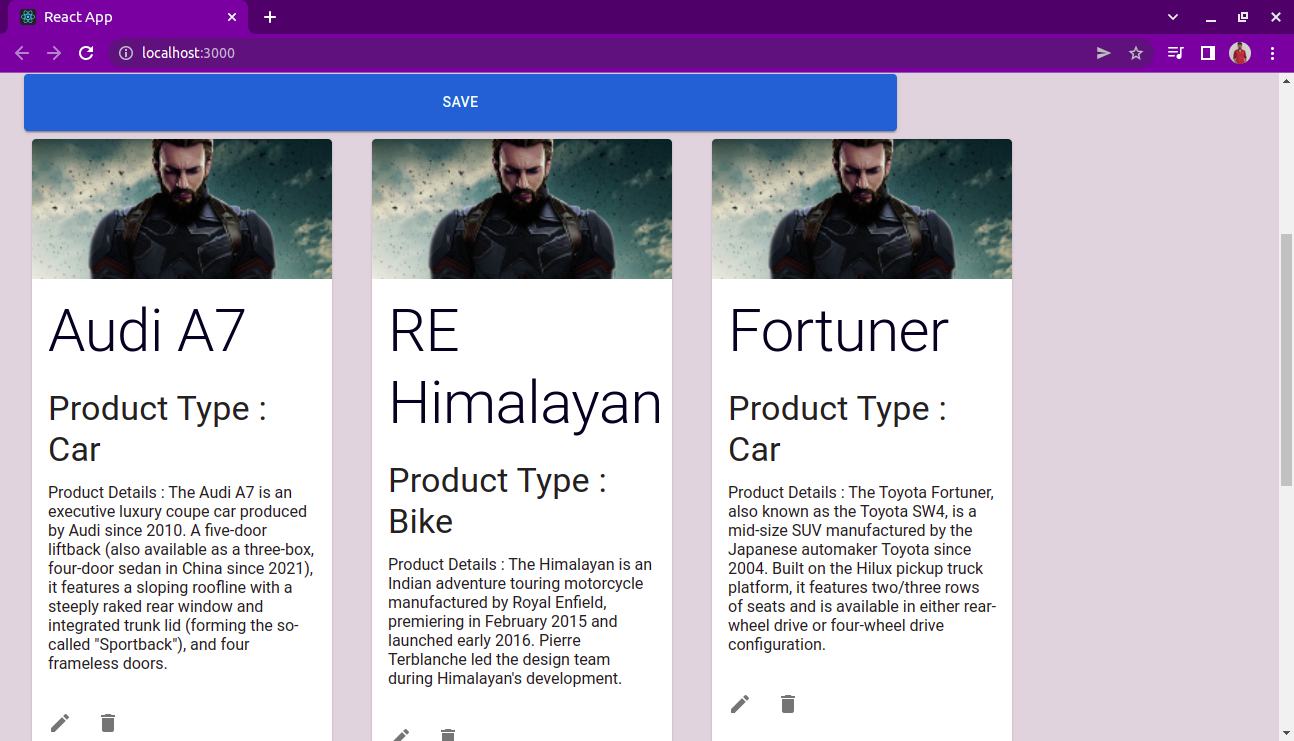 React App
localhost:3000
SAVE
Audi A7
Product Type :
Car
Product Details : The Audi A7 is an
executive luxury coupe car produced
by Audi since 2010. A five-door
liftback (also available as a three-box,
four-door sedan in China since 2021),
it features a sloping roofline with a
steeply raked rear window and
integrated trunk lid (forming the so-
called "Sportback"), and four
frameless doors.
RE
Himalayan
Product Type :
Bike
Product Details : The Himalayan is an
Indian adventure touring motorcycle
manufactured by Royal Enfield,
premiering in February 2015 and
launched early 2016. Pierre
Terblanche led the design team
during Himalayan's development.
Fortuner
Product Type :
Car
Product Details : The Toyota Fortuner,
also known as the Toyota SW4, is a
mid-size SUV manufactured by the
Japanese automaker Toyota since
2004. Built on the Hilux pickup truck
platform, it features two/three rows
of seats and is available in either rear-
wheel drive or four-wheel drive
configuration.